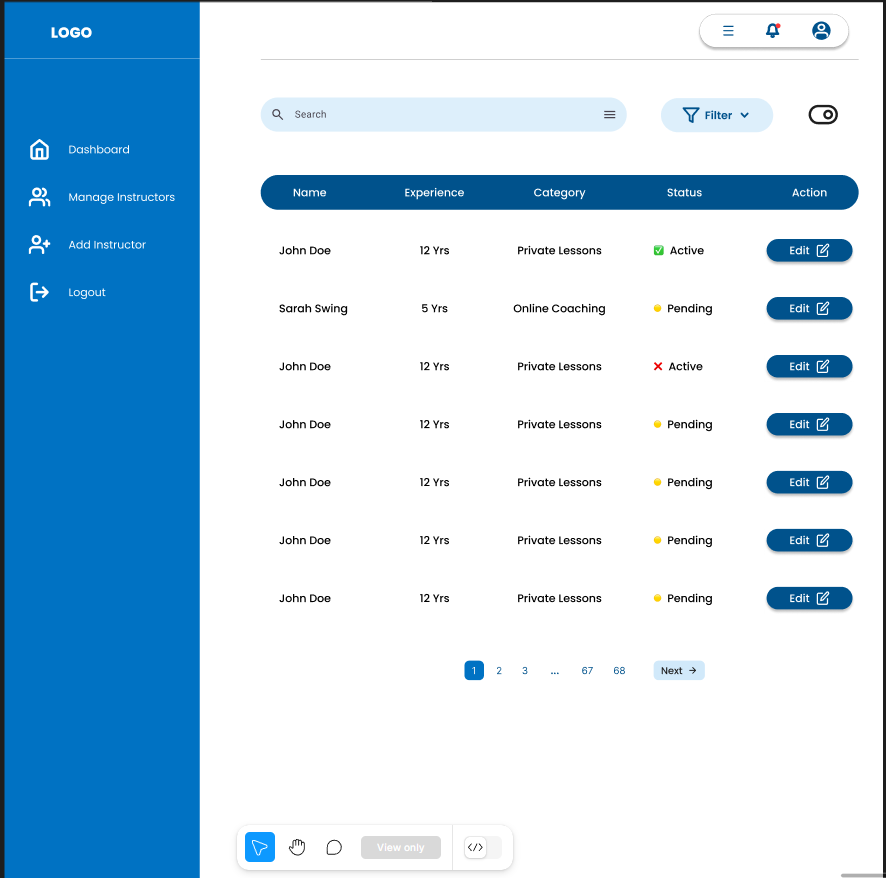 LOGO
Dashboard
Manage Instructors
Add Instructor
Logout
Search
Filter
Name Experience Category Status Action
John Doe 12 Yrs Private Lessons Active Edit
Sarah Swing 5 Yrs Online Coaching Pending Edit
John Doe 12 Yrs Private Lessons Active Edit
John Doe 12 Yrs Private Lessons Pending Edit
John Doe 12 Yrs Private Lessons Pending Edit
John Doe 12 Yrs Private Lessons Pending Edit
John Doe 12 Yrs Private Lessons Pending Edit
1 2 3 ... 67 68 Next →
View only </>